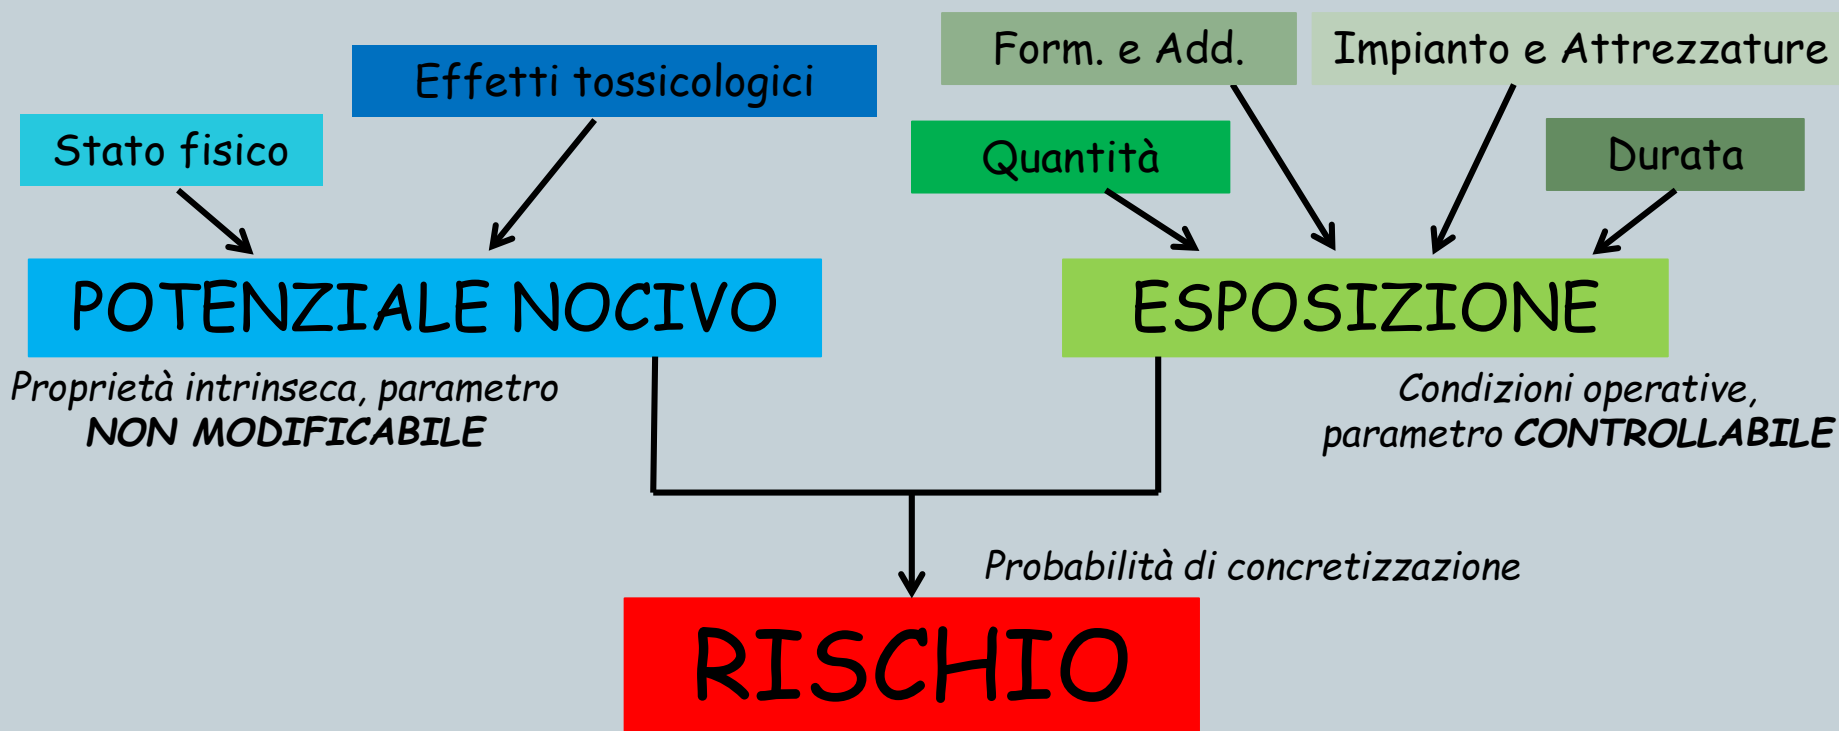 Form. e Add.
Impianto e Attrezzature
Effetti tossicologici
Stato fisico
Quantità
Durata
POTENZIALE NOCIVO
ESPOSIZIONE
Proprietà intrinseca, parametro
NON MODIFICABILE
Condizioni operative,
parametro CONTROLLABILE
Probabilità di concretizzazione
RISCHIO